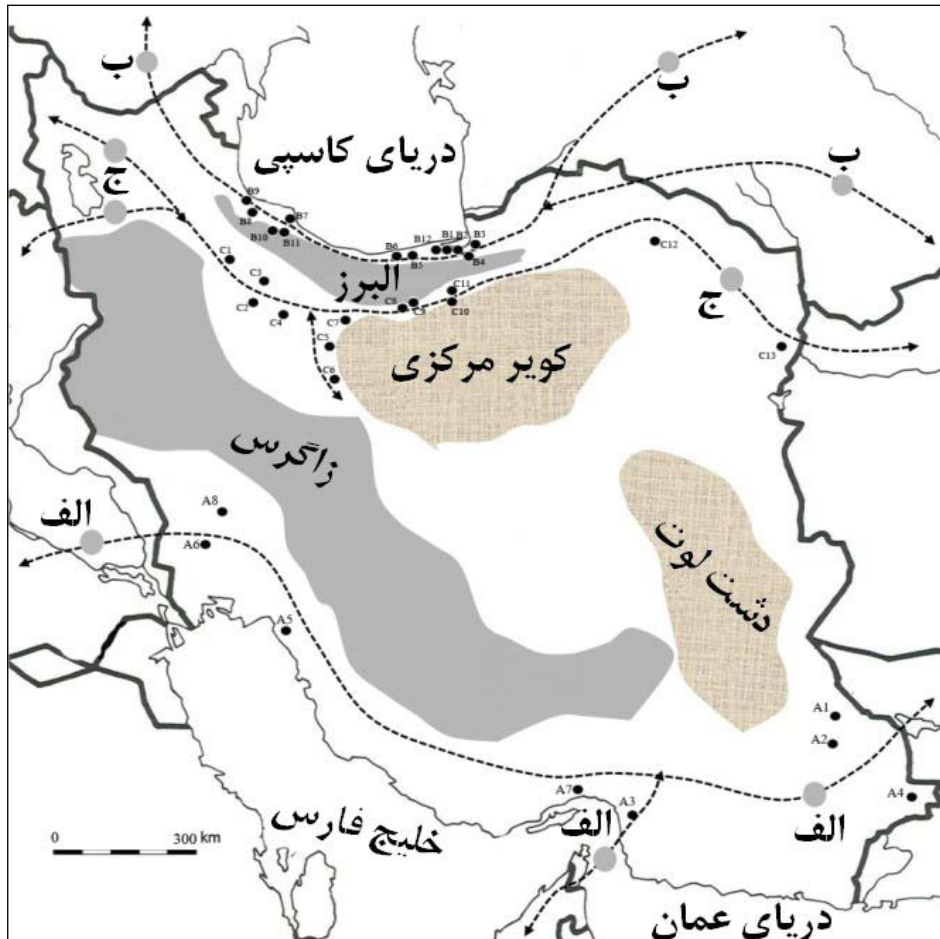 ب
ب
دریای کاسپی
ج
ب
B9
B8
B7
B10
B11
B12
B1
B2
B3
B6
B5
B4
C12
C1
البرز
C3
C11
ج
C2
C8
C9
C10
C4
C7
C5
کویر مرکزی
C13
C6
زاگرس
A8
الف
A6
دشت لوت
A5
A1
A2
A7
A3
A4
الف
الف
0
300 km
خلیج فارس
دریای عمان